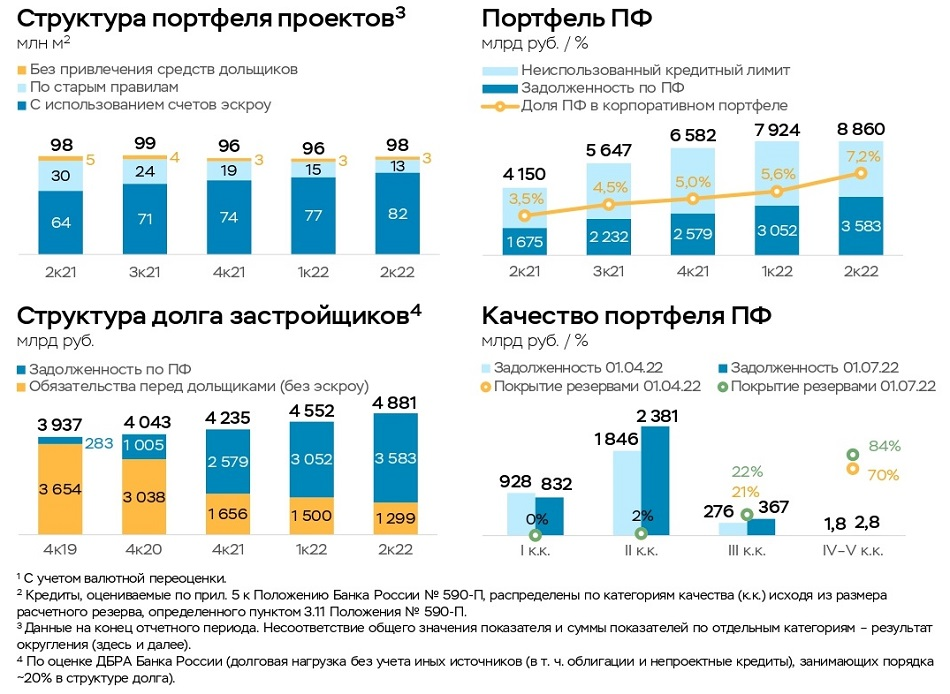 Структура портфеля проектов³
млн м²
Без привлечения средств дольщиков
По старым правилам
С использованием счетов эскроу
98 99 96 96 98
5 4 3 3 3
30 24 19 15 13
64 71 74 77 82
2к21 3к21 4к21 1к22 2к22
Портфель ПФ
млрд руб. / %
Неиспользованный кредитный лимит
Задолженность по ПФ
Доля ПФ в корпоративном портфеле
4 150 5 647 6 582 7 924 8 860
3,5% 4,5% 5,0% 5,6% 7,2%
1 675 2 232 2 579 3 052 3 583
2к21 3к21 4к21 1к22 2к22
Структура долга застройщиков⁴
млрд руб.
Задолженность по ПФ
Обязательства перед дольщиками (без эскроу)
3 937 4 043 4 235 4 552 4 881
283 1 005 2 579 3 052 3 583
3 654 3 038 1 656 1 500 1 299
4к19 4к20 4к21 1к22 2к22
Качество портфеля ПФ
млрд руб. / %
Задолженность 01.04.22 Задолженность 01.07.22
Покрытие резервами 01.04.22 Покрытие резервами 01.07.22
928 832 1 846 2 381 276 367 1,8 2,8
0% 2% 22% 84%
21% 70%
I к.к. II к.к. III к.к. IV–V к.к.
¹ С учетом валютной переоценки.
² Кредиты, оцениваемые по прил. 5 к Положению Банка России № 590-П, распределены по категориям качества (к.к.) исходя из размера
расчетного резерва, определенного пунктом 3.11 Положения № 590-П.
³ Данные на конец отчетного периода. Несоответствие общего значения показателя и суммы показателей по отдельным категориям – результат
округления (здесь и далее).
⁴ По оценке ДБРА Банка России (долговая нагрузка без учета иных источников (в т. ч. облигации и непроектные кредиты), занимающих порядка
~20% в структуре долга).